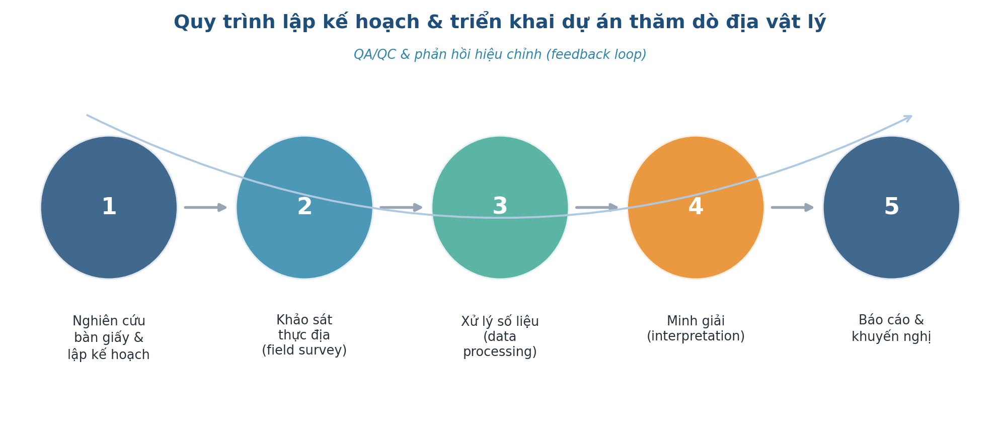 Quy trình lập kế hoạch & triển khai dự án thăm dò địa vật lý
QA/QC & phản hồi hiệu chỉnh (feedback loop)
1
2
3
4
5
Nghiên cứu
bàn giấy &
lập kế hoạch
Khảo sát
thực địa
(field survey)
Xử lý số liệu
(data
processing)
Minh giải
(interpretation)
Báo cáo &
khuyến nghị